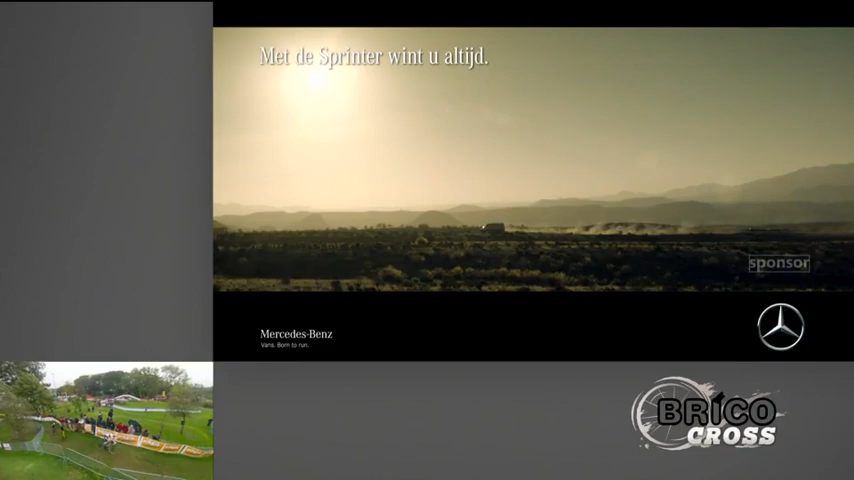 Met de Sprinter wint u altijd.
sponsor
Mercedes-Benz
Vans. Born to run.
BRICO
CROSS